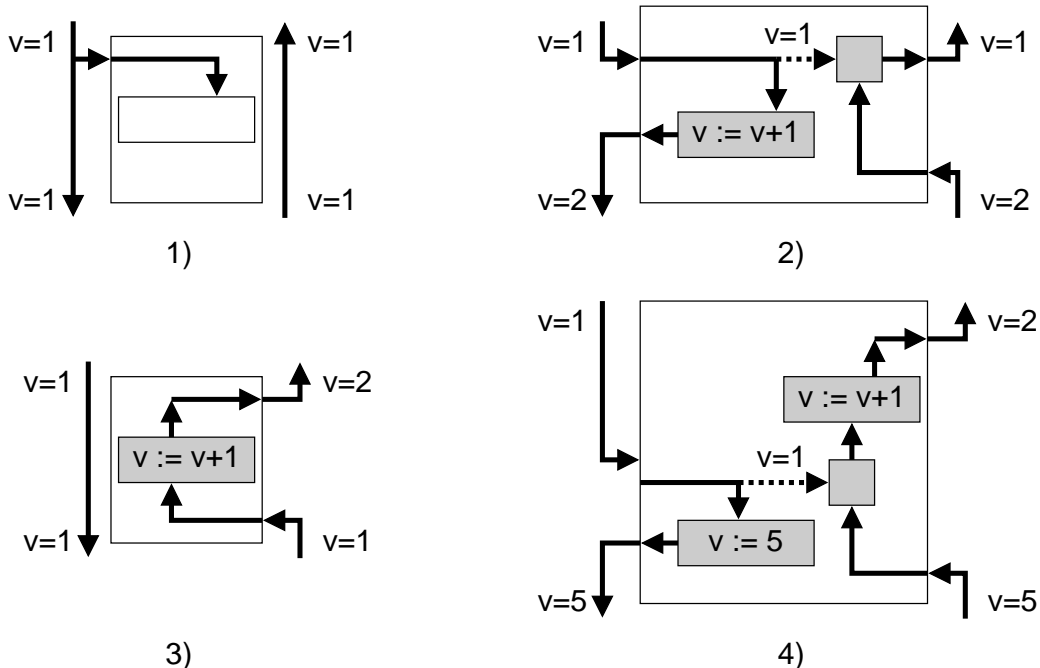 v=1
v=1
v=1
v=1
1)
v=1
v=1
v=1
v := v+1
v=2
v=2
2)
v=1
v=2
v := v+1
v=1
v=1
3)
v=1
v=2
v := v+1
v=1
v := 5
v=5
v=5
4)